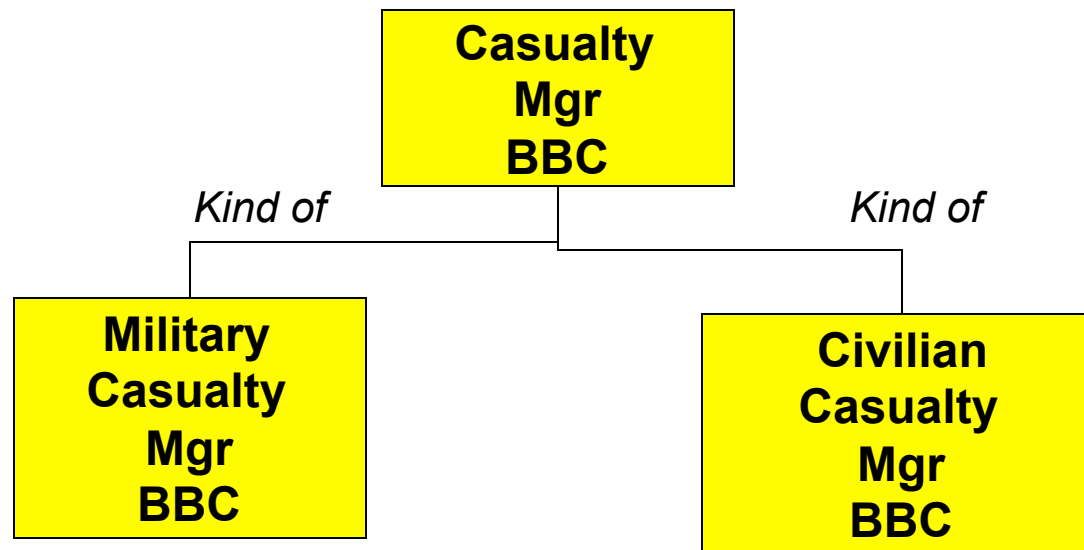 Casualty
Mgr
BBC
Kind of
Kind of
Military
Casualty
Mgr
BBC
Civilian
Casualty
Mgr
BBC